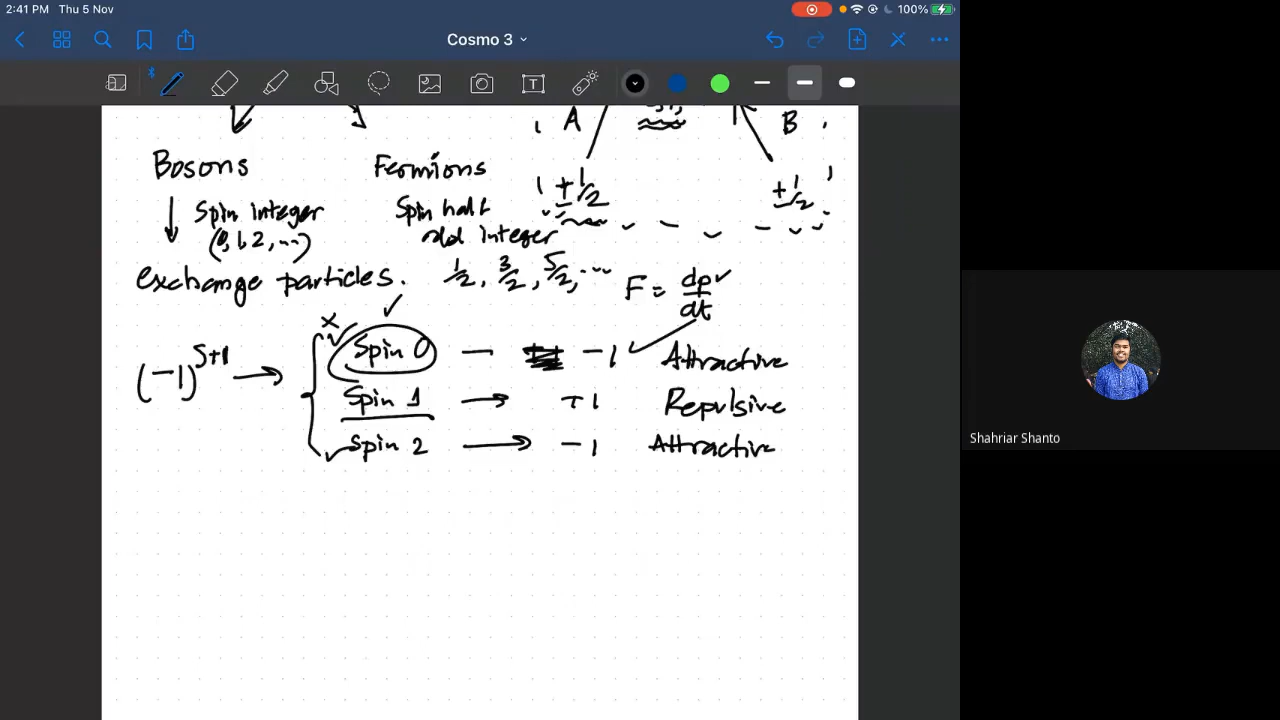 2:41 PM Thu 5 Nov
100%
Cosmo 3
T
A
B
Bosons
Fermions
+1/2
+1/2
Spin integer
(0, 1, 2, ...)
Spin half
odd integer
exchange particles.
1/2, 3/2, 5/2, ...
F = dp/dt
(-1)^S+1 →
Spin 0 — -1 Attractive
Spin 1 → +1 Repulsive
Spin 2 → -1 Attractive
Shahriar Shanto